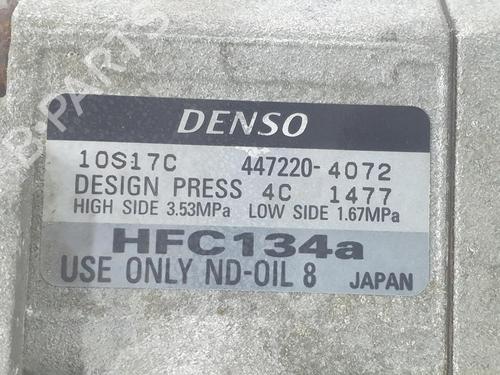 B-PARTS
DENSO
10S17C 447220-4072
DESIGN PRESS 4C 1477
HIGH SIDE 3.53MPa LOW SIDE 1.67MPa
HFC134a
USE ONLY ND-OIL 8 JAPAN